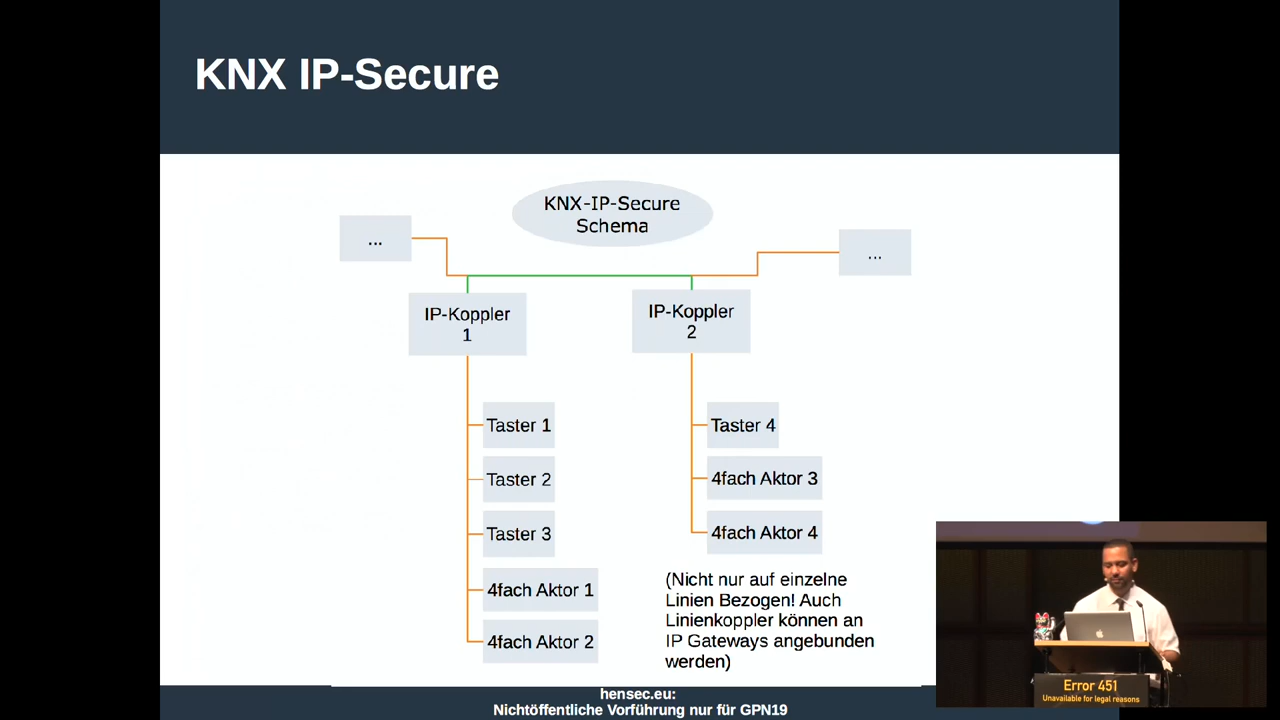 KNX IP-Secure
KNX-IP-Secure
Schema
...
...
IP-Koppler
1
IP-Koppler
2
Taster 1
Taster 2
Taster 3
4fach Aktor 1
4fach Aktor 2
Taster 4
4fach Aktor 3
4fach Aktor 4
(Nicht nur auf einzelne
Linien Bezogen! Auch
Linienkoppler können an
IP Gateways angebunden
werden)
hensec.eu:
Nichtöffentliche Vorführung nur für GPN19
Error 451
Unavailable for legal reasons